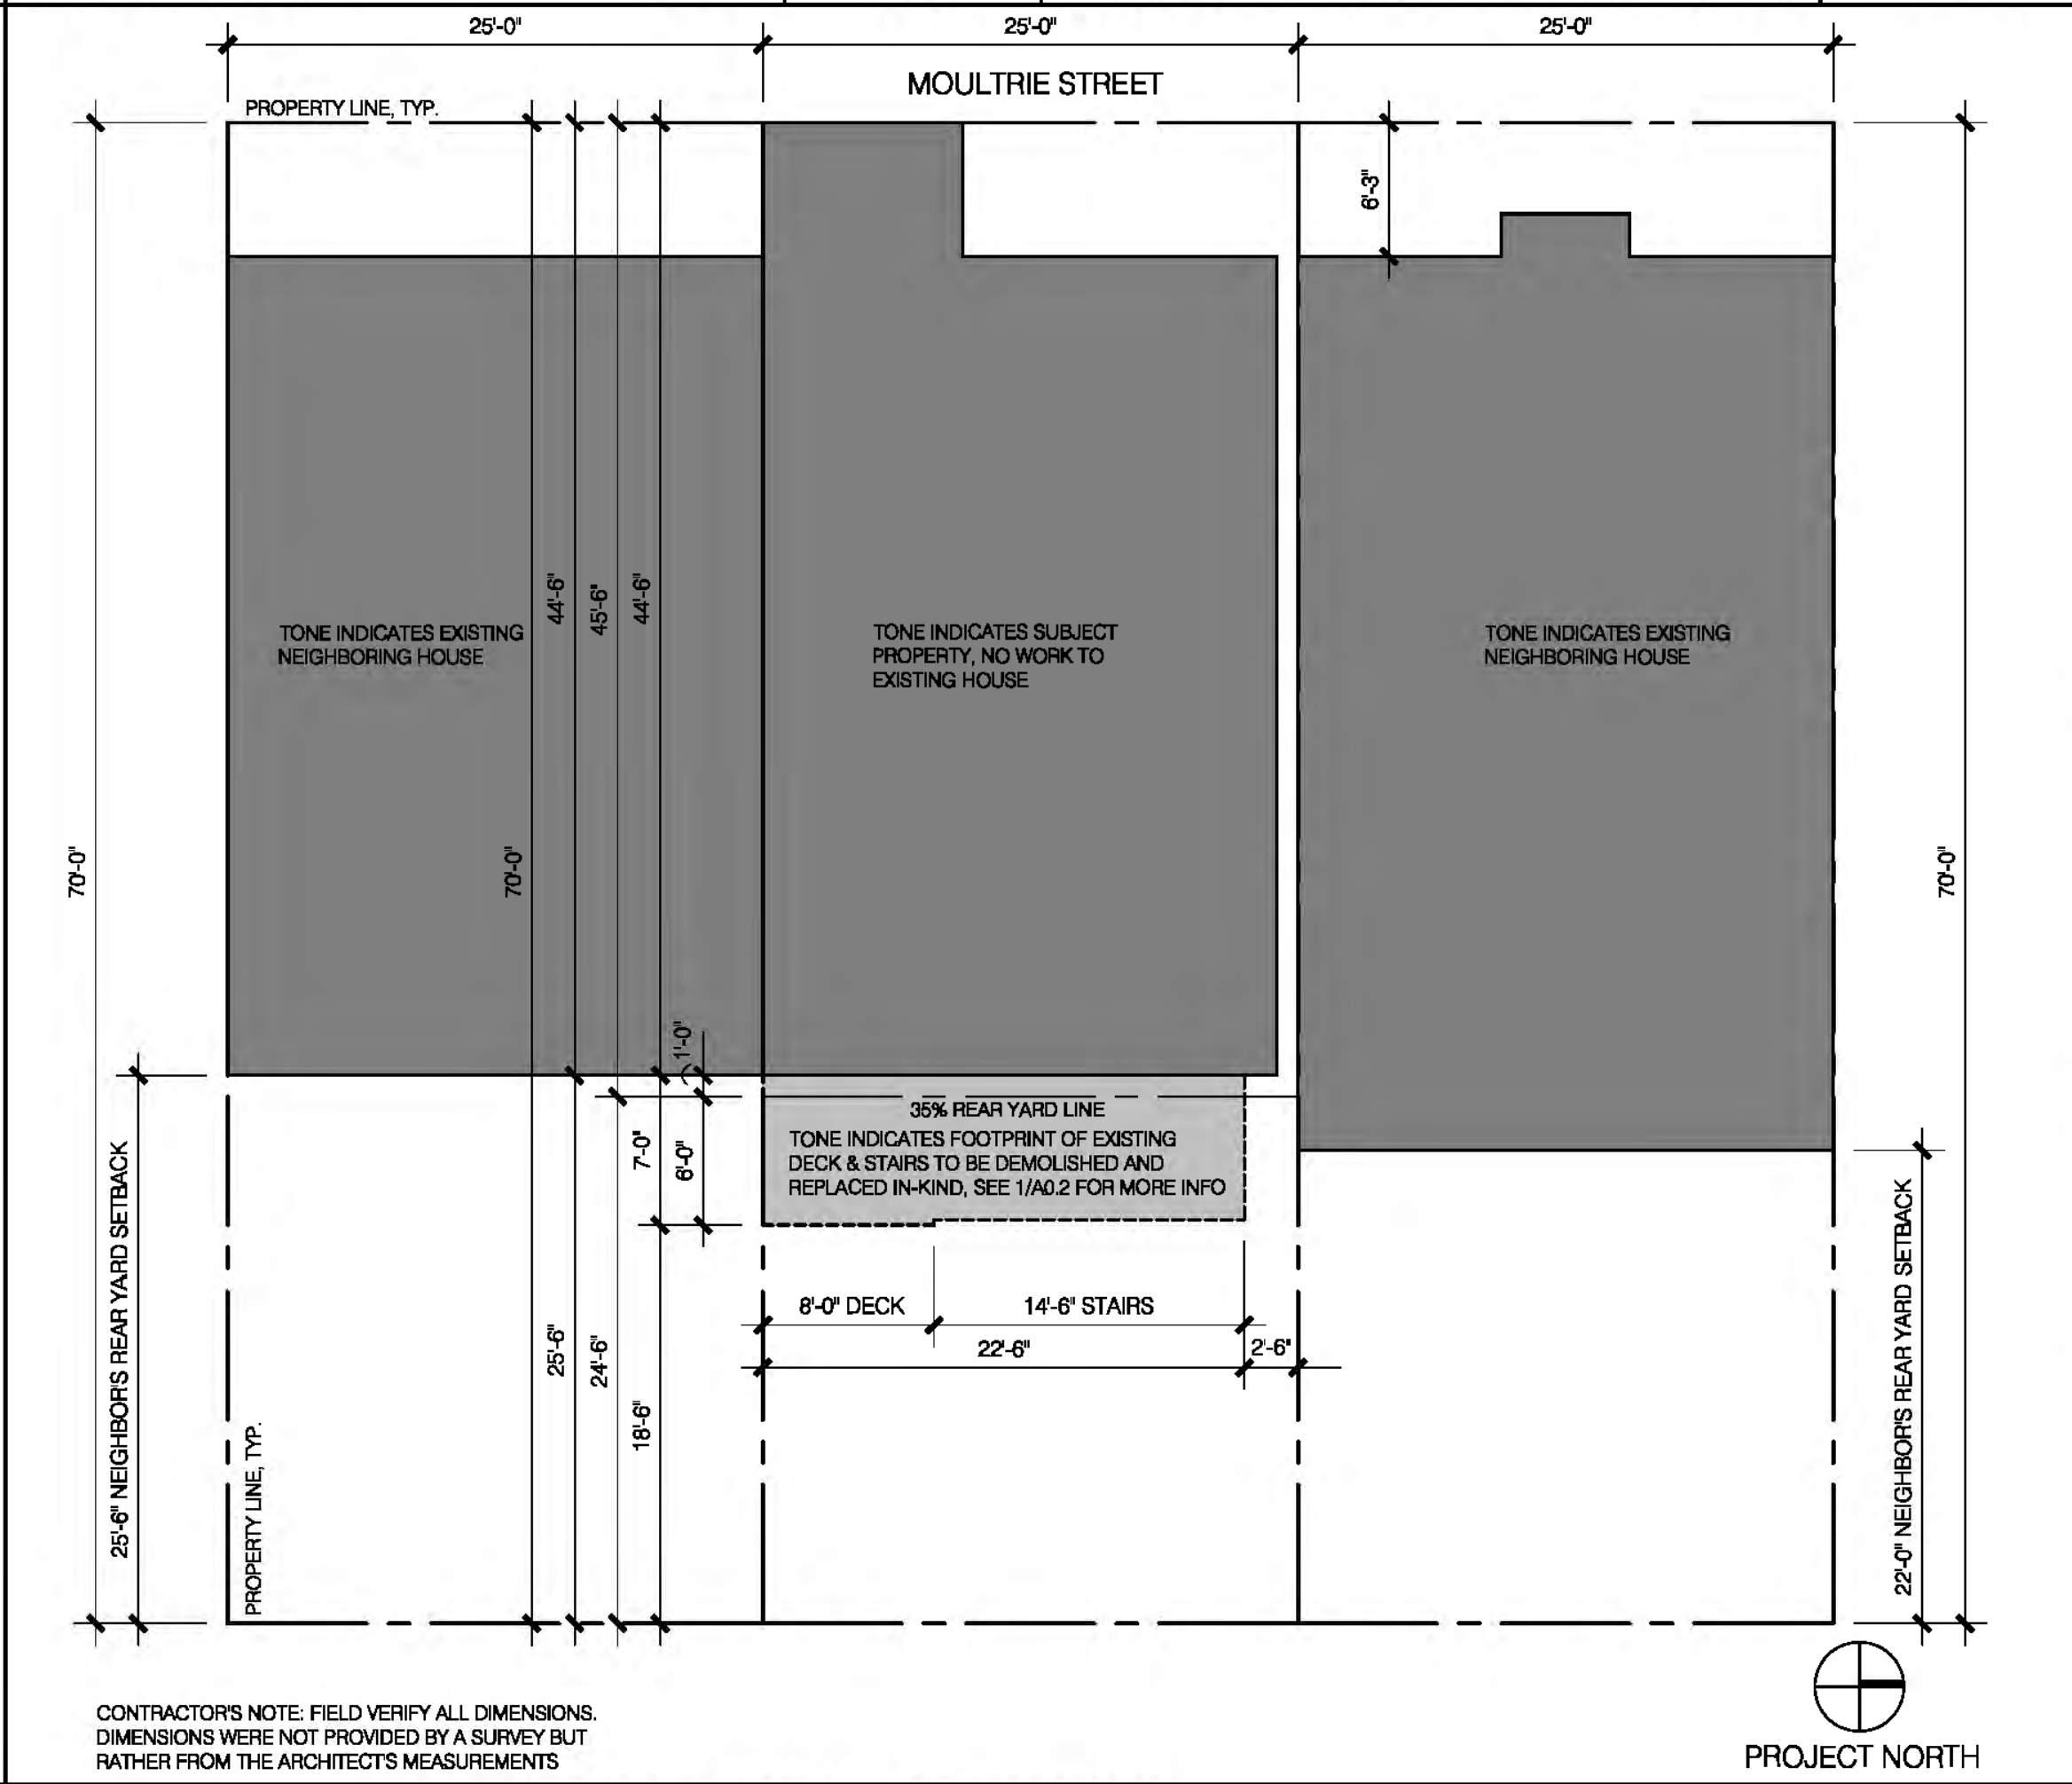 25'-0"
25'-0"
25'-0"
MOULTRIE STREET
PROPERTY LINE, TYP.
6'-3"
44'-6"
45'-6"
44'-6"
TONE INDICATES EXISTING
NEIGHBORING HOUSE
TONE INDICATES SUBJECT
PROPERTY, NO WORK TO
EXISTING HOUSE
TONE INDICATES EXISTING
NEIGHBORING HOUSE
70'-0"
70'-0"
70'-0"
1'-0"
35% REAR YARD LINE
TONE INDICATES FOOTPRINT OF EXISTING
DECK & STAIRS TO BE DEMOLISHED AND
REPLACED IN-KIND, SEE 1/A0.2 FOR MORE INFO
7'-0"
6'-0"
8'-0" DECK
14'-6" STAIRS
22'-6"
2'-6"
25'-6"
24'-6"
18'-6"
25'-6" NEIGHBOR'S REAR YARD SETBACK
PROPERTY LINE, TYP.
22'-0" NEIGHBOR'S REAR YARD SETBACK
CONTRACTOR'S NOTE: FIELD VERIFY ALL DIMENSIONS.
DIMENSIONS WERE NOT PROVIDED BY A SURVEY BUT
RATHER FROM THE ARCHITECT'S MEASUREMENTS
PROJECT NORTH